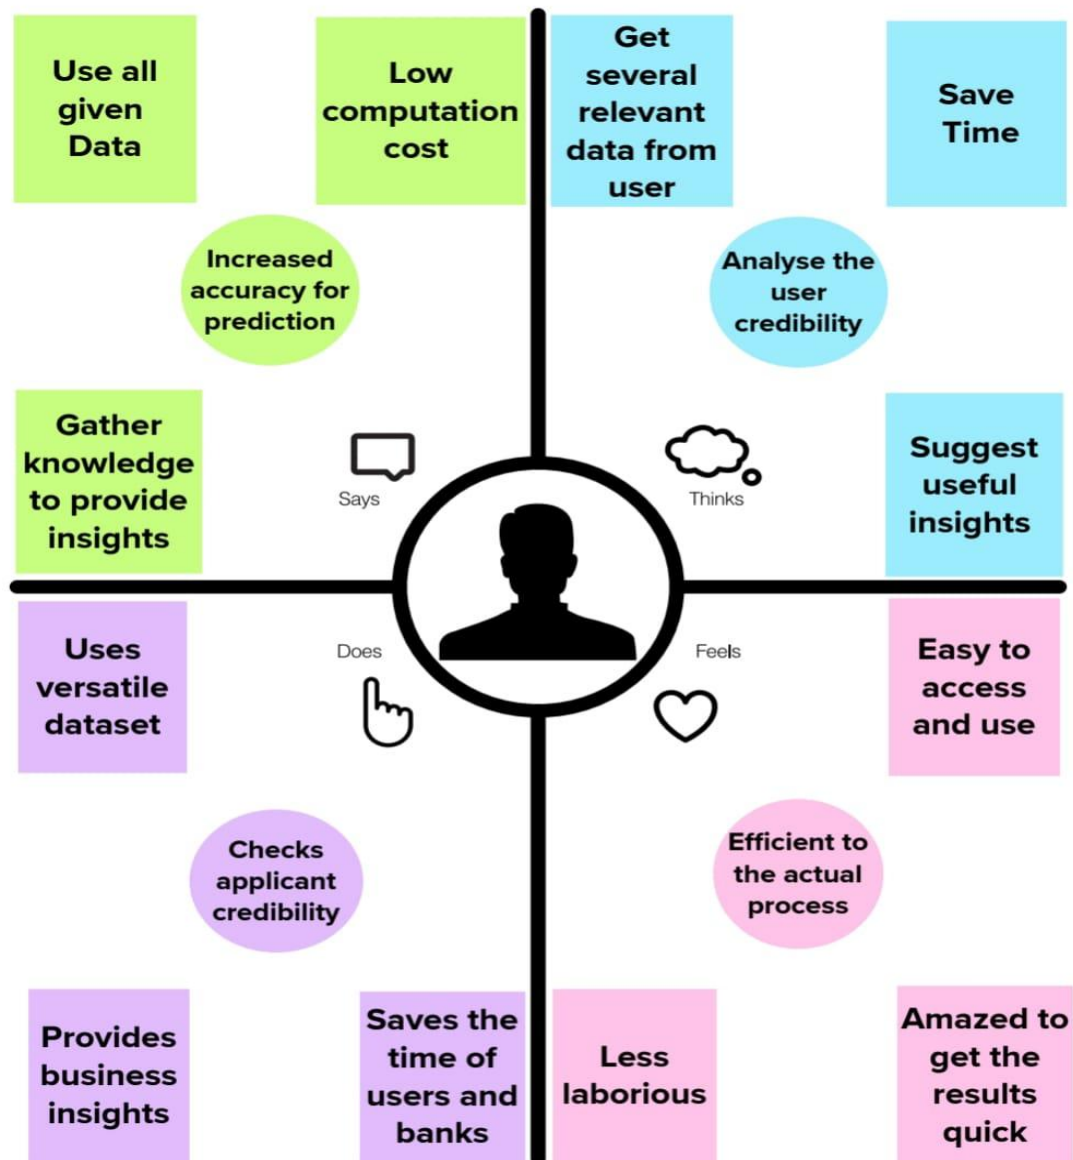 Use all
given
Data
Low
computation
cost
Increased
accuracy for
prediction
Gather
knowledge
to provide
insights
Says
Get
several
relevant
data from
user
Save
Time
Analyse the
user
credibility
Suggest
useful
insights
Thinks
Uses
versatile
dataset
Does
Checks
applicant
credibility
Provides
business
insights
Saves the
time of
users and
banks
Feels
Easy to
access
and use
Efficient to
the actual
process
Less
laborious
Amazed to
get the
results
quick